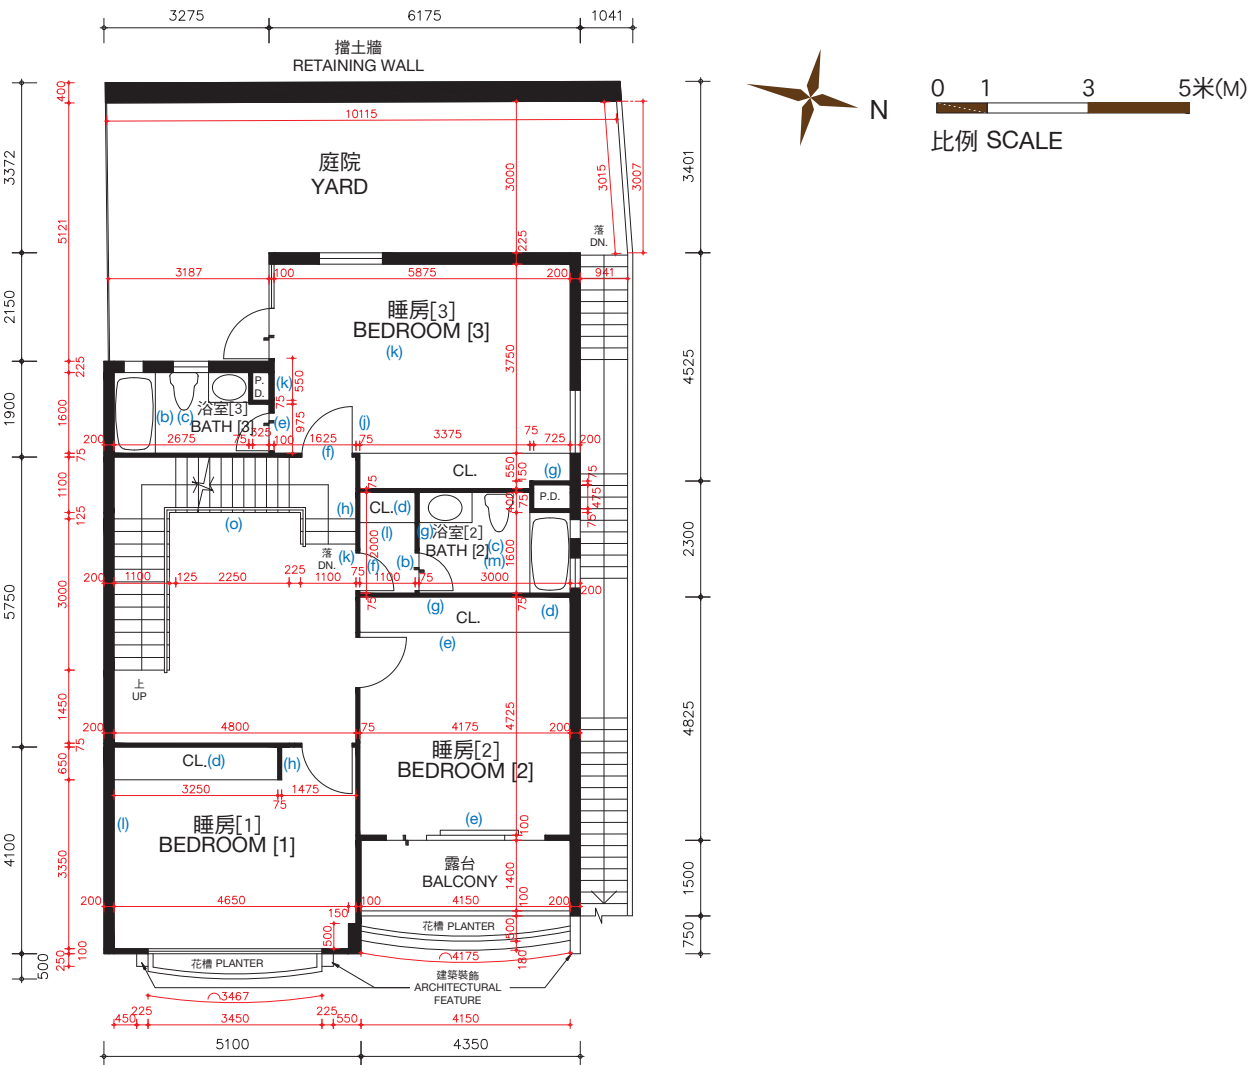 3275 6175 1041
擋土牆
RETAINING WALL
0 1 3 5米(M)
N
比例 SCALE
400
10115
3372
庭院
YARD
3000
3015
3007
3401
5121
225
落
DN.
3187 100 5875 200 941
2150
睡房[3]
BEDROOM [3]
(k)
3750
4525
225
550
(k)
P.
D.
75
1900
1600
(b) (c)
浴室[3]
BATH [3]
(e)
975
(j)
200 2675 75 325 100 1625 75 3375 75 725 200
(f)
75
CL.
550
150
(g)
75
1100
75
400
75
P.D.
475
75
(h)
CL.(d)
125
(o)
(l)
(g)
浴室[2]
BATH [2]
(c)
(m)
1600
2300
落
DN.
(k)
2000
(f)
(b)
200 1100 125 2250 225 1100 75 1100 75 3000 200
3000
5750
75
(g)
75
(d)
CL.
(e)
上
UP
1450
4725
4825
200 4800 75 4175 200
75
650
CL.(d)
(h)
睡房[2]
BEDROOM [2]
3250 75 1475
(l)
睡房[1]
BEDROOM [1]
(e)
100
4100
3350
露台
BALCONY
1400
1500
200 4650 150 100 4150 100 200
花槽 PLANTER
500
500
750
100
250
500
花槽 PLANTER
4175
180
建築裝飾
ARCHITECTURAL
FEATURE
3467
450 225 3450 225 550 4150
5100 4350